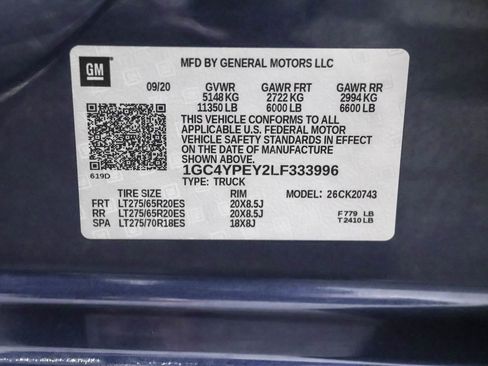 GM
MFD BY GENERAL MOTORS LLC
09/20 GVWR GAWR FRT GAWR RR
5148 KG 2722 KG 2994 KG
11350 LB 6000 LB 6600 LB
THIS VEHICLE CONFORMS TO ALL
APPLICABLE U.S. FEDERAL MOTOR
VEHICLE SAFETY STANDARDS IN EFFECT
ON THE DATE OF MANUFACTURE
SHOWN ABOVE.
1GC4YPEY2LF333996
619D
TYPE: TRUCK
TIRE SIZE RIM MODEL: 26CK20743
FRT LT275/65R20ES 20X8.5J
RR LT275/65R20ES 20X8.5J F 779 LB
SPA LT275/70R18ES 18X8J T 2410 LB